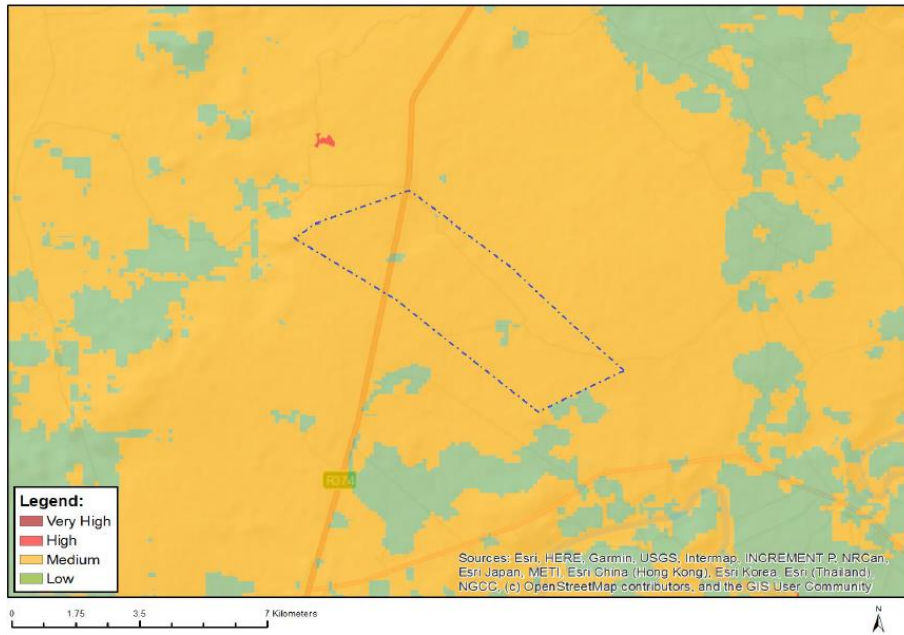 R374
Legend:
Very High
High
Medium
Low
Sources: Esri, HERE, Garmin, USGS, Intermap, INCREMENT P, NRCan,
Esri Japan, METI, Esri China (Hong Kong), Esri Korea, Esri (Thailand),
NGCC, (c) OpenStreetMap contributors, and the GIS User Community
0 1.75 3.5 7 Kilometers
N